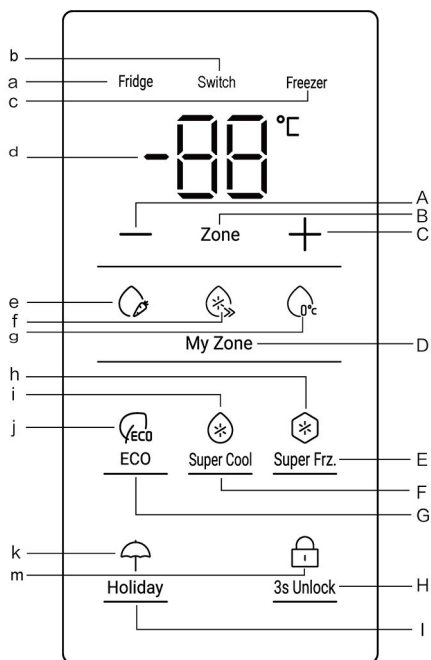 b
a Fridge Switch Freezer
c
d -88 °C
A
B
Zone
C
e
f
g 0°c
My Zone D
h
i
j ECO
ECO Super Cool Super Frz. E
F
G
k
m
Holiday 3s Unlock H
I